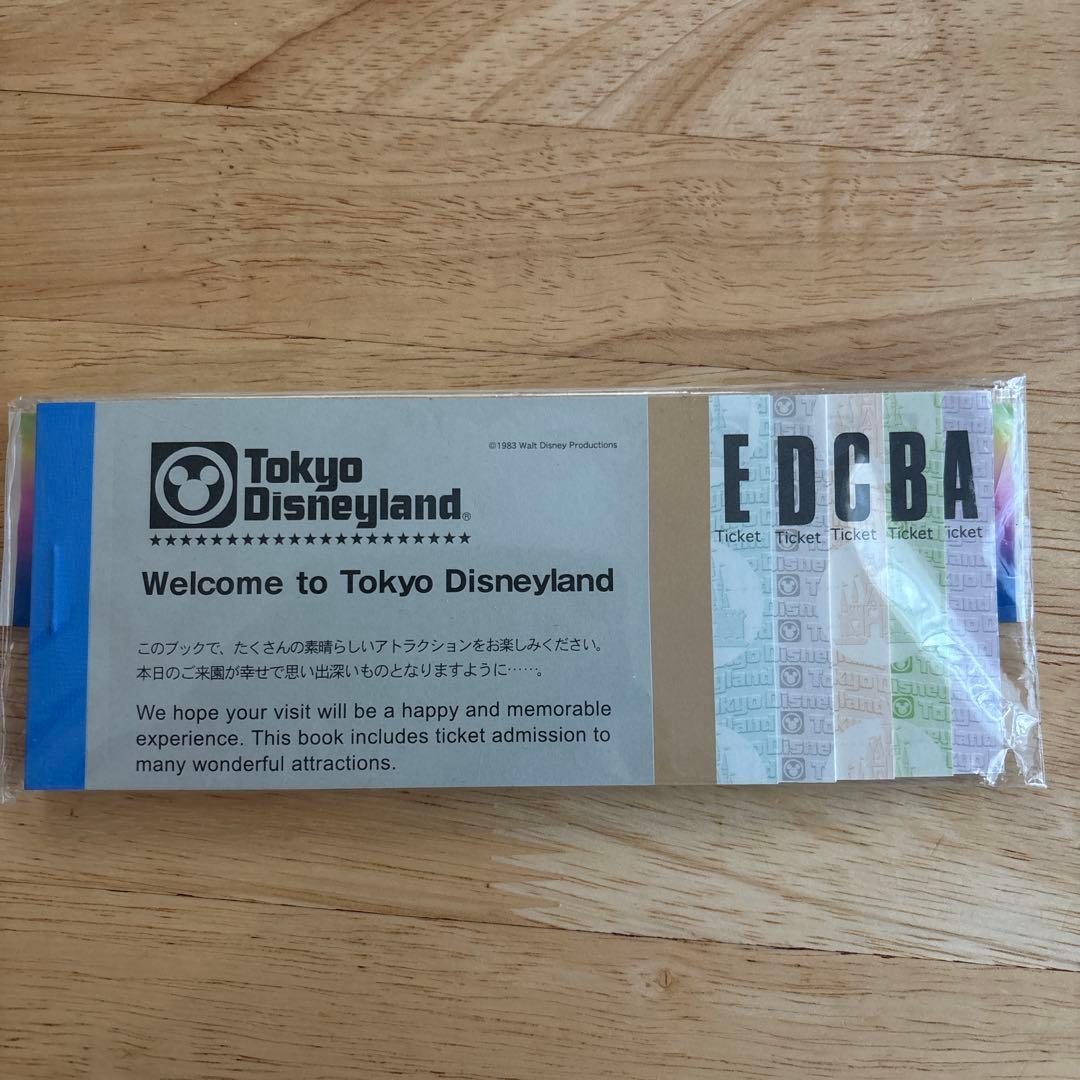 ©1983 Walt Disney Productions
Tokyo
Disneyland®
★★★★★★★★★★★★★★★★★★★★★
Welcome to Tokyo Disneyland
このブックで、たくさんの素晴らしいアトラクションをお楽しみください。
本日のご来園が幸せで思い出深いものとなりますように……。
We hope your visit will be a happy and memorable
experience. This book includes ticket admission to
many wonderful attractions.
E D C B A
Ticket Ticket Ticket Ticket icket